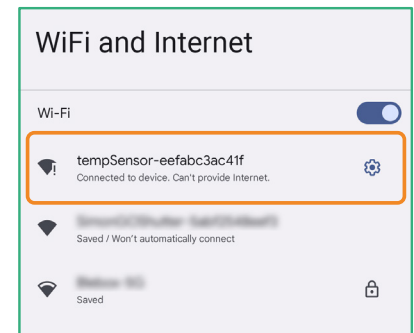 WiFi and Internet
Wi-Fi
tempSensor-eefabc3ac41f
Connected to device. Can't provide Internet.
Saved / Won't automatically connect
Saved